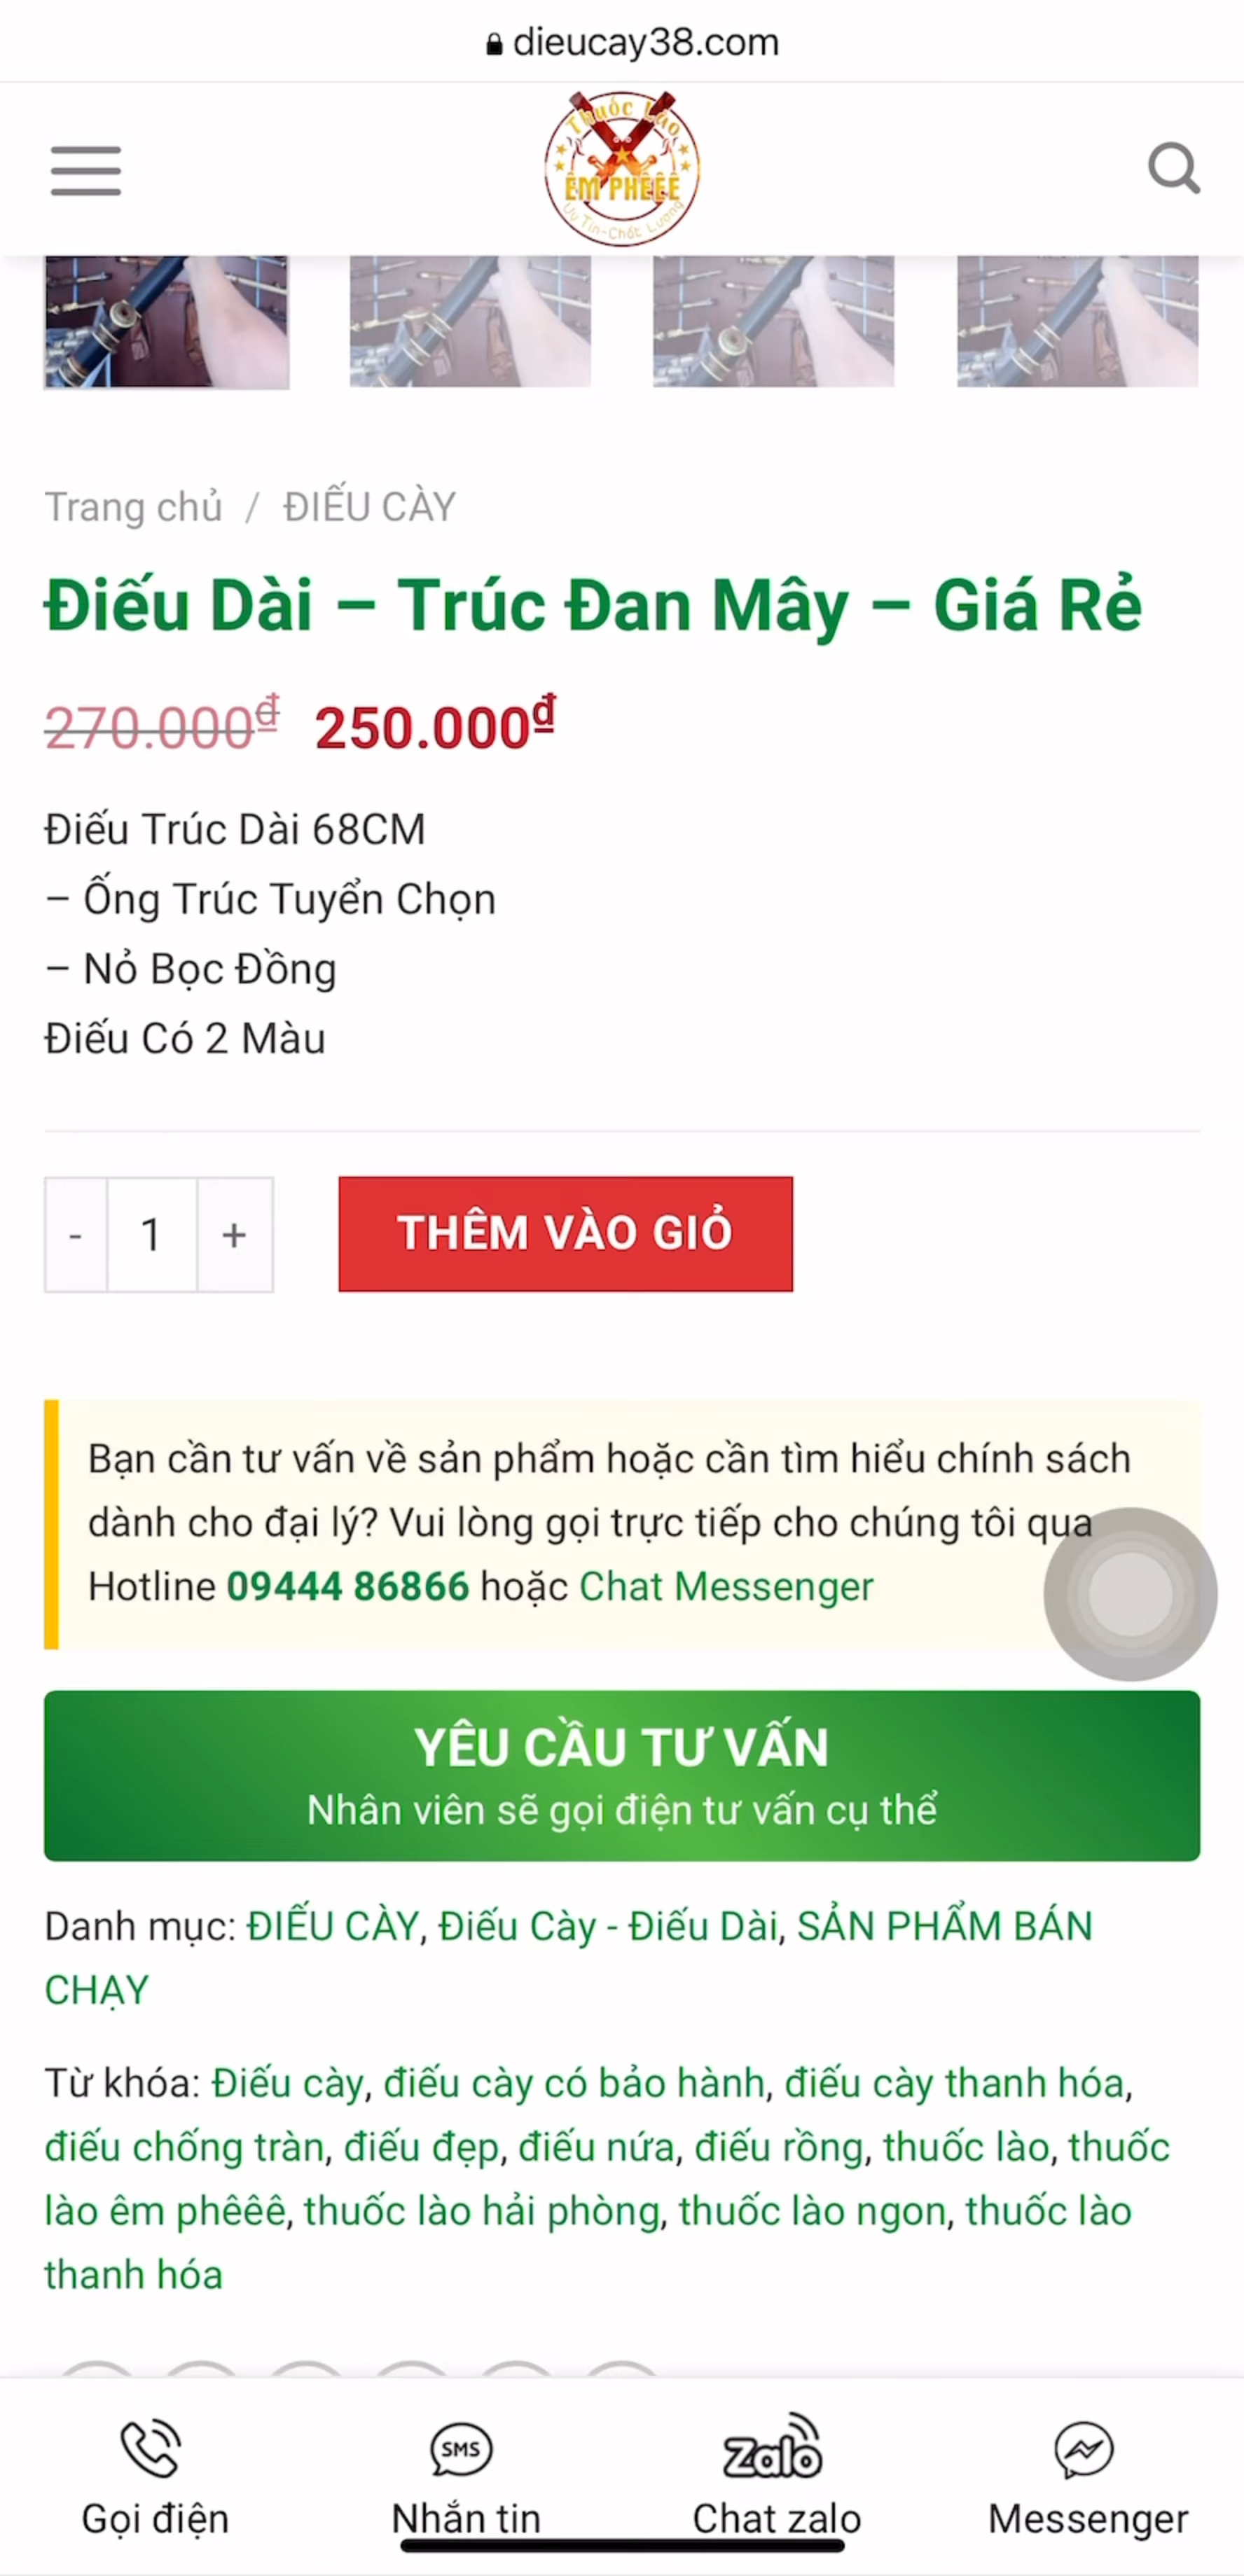 dieucay38.com
Thuốc Lào
ÊM PHÊÊÊ
Uy Tín-Chất Lượng
Trang chủ / ĐIẾU CÀY
Điếu Dài – Trúc Đan Mây – Giá Rẻ
270.000₫ 250.000₫
Điếu Trúc Dài 68CM
– Ống Trúc Tuyển Chọn
– Nỏ Bọc Đồng
Điếu Có 2 Màu
- 1 +
THÊM VÀO GIỎ
Bạn cần tư vấn về sản phẩm hoặc cần tìm hiểu chính sách
dành cho đại lý? Vui lòng gọi trực tiếp cho chúng tôi qua
Hotline 09444 86866 hoặc Chat Messenger
YÊU CẦU TƯ VẤN
Nhân viên sẽ gọi điện tư vấn cụ thể
Danh mục: ĐIẾU CÀY, Điếu Cày - Điếu Dài, SẢN PHẨM BÁN
CHẠY
Từ khóa: Điếu cày, điếu cày có bảo hành, điếu cày thanh hóa,
điếu chống tràn, điếu đẹp, điếu nứa, điếu rồng, thuốc lào, thuốc
lào êm phêêê, thuốc lào hải phòng, thuốc lào ngon, thuốc lào
thanh hóa
SMS
Zalo
Gọi điện
Nhắn tin
Chat zalo
Messenger